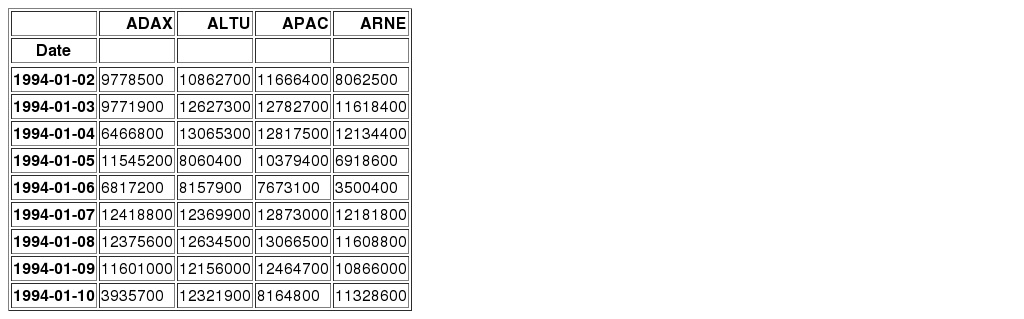 ADAX ALTU APAC ARNE
Date
1994-01-02 9778500 10862700 11666400 8062500
1994-01-03 9771900 12627300 12782700 11618400
1994-01-04 6466800 13065300 12817500 12134400
1994-01-05 11545200 8060400 10379400 6918600
1994-01-06 6817200 8157900 7673100 3500400
1994-01-07 12418800 12369900 12873000 12181800
1994-01-08 12375600 12634500 13066500 11608800
1994-01-09 11601000 12156000 12464700 10866000
1994-01-10 3935700 12321900 8164800 11328600